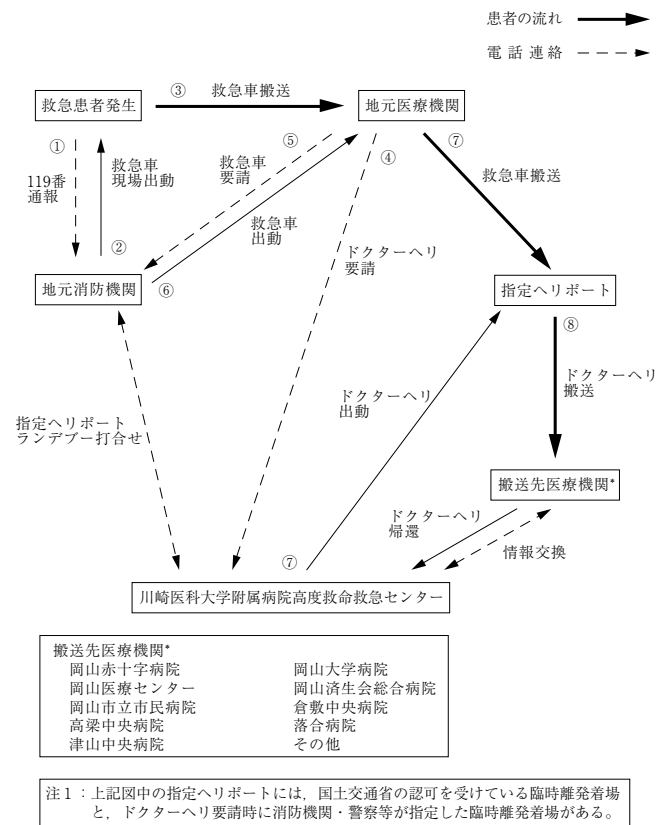 患者の流れ
電話連絡
救急患者発生
③
救急車搬送
地元医療機関
①
119番
通報
救急車
現場出動
②
⑤
救急車
要請
救急車
出動
⑥
④
ドクターヘリ
要請
⑦
救急車搬送
地元消防機関
指定ヘリポート
⑧
ドクターヘリ
搬送
指定ヘリポート
ランデブー打合せ
ドクターヘリ
出動
搬送先医療機関*
ドクターヘリ
帰還
情報交換
⑦
川崎医科大学附属病院高度救命救急センター
搬送先医療機関*
岡山赤十字病院 岡山大学病院
岡山医療センター 岡山済生会総合病院
岡山市立市民病院 倉敷中央病院
高梁中央病院 落合病院
津山中央病院 その他
注1：上記図中の指定ヘリポートには，国土交通省の認可を受けている臨時離発着場
と，ドクターヘリ要請時に消防機関・警察等が指定した臨時離発着場がある。